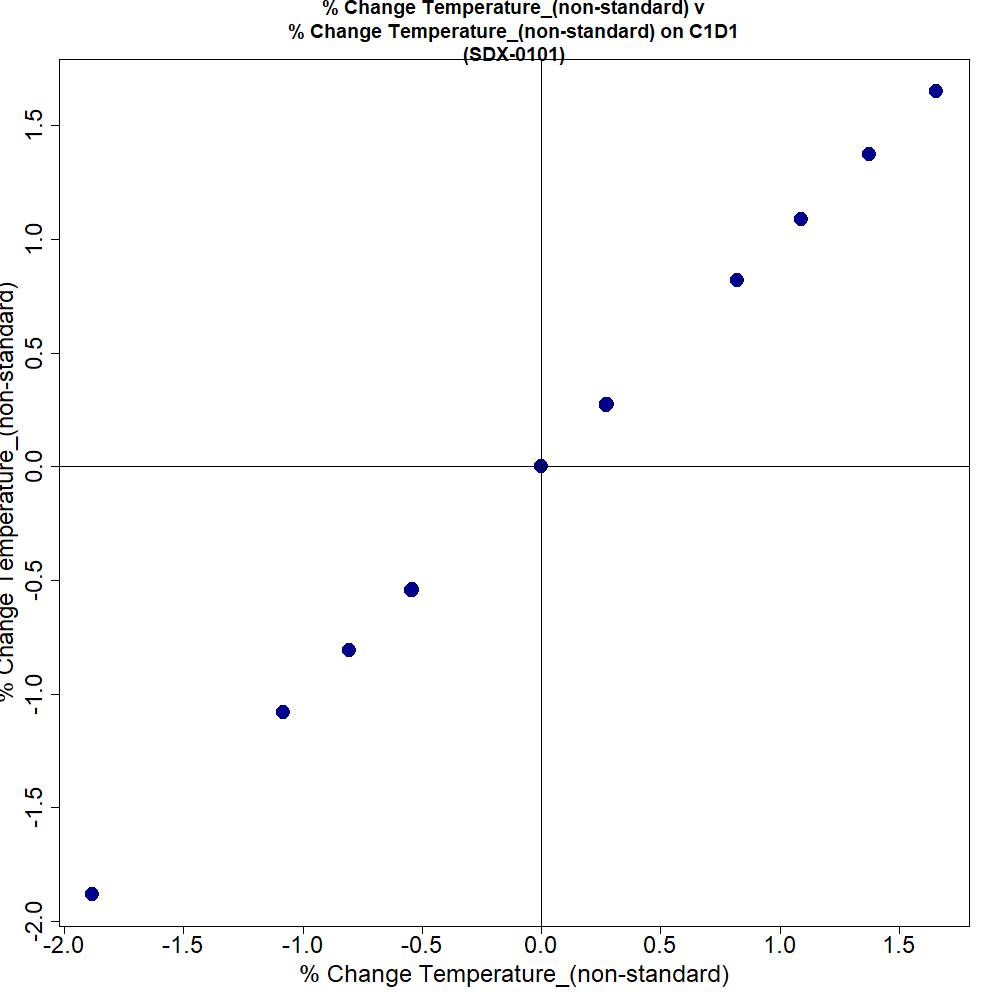 % Change Temperature_(non-standard) v
% Change Temperature_(non-standard) on C1D1
(SDX-0101)
% Change Temperature_(non-standard)
1.5
1.0
0.5
0.0
-0.5
-1.0
-1.5
-2.0
-2.0 -1.5 -1.0 -0.5 0.0 0.5 1.0 1.5
% Change Temperature_(non-standard)